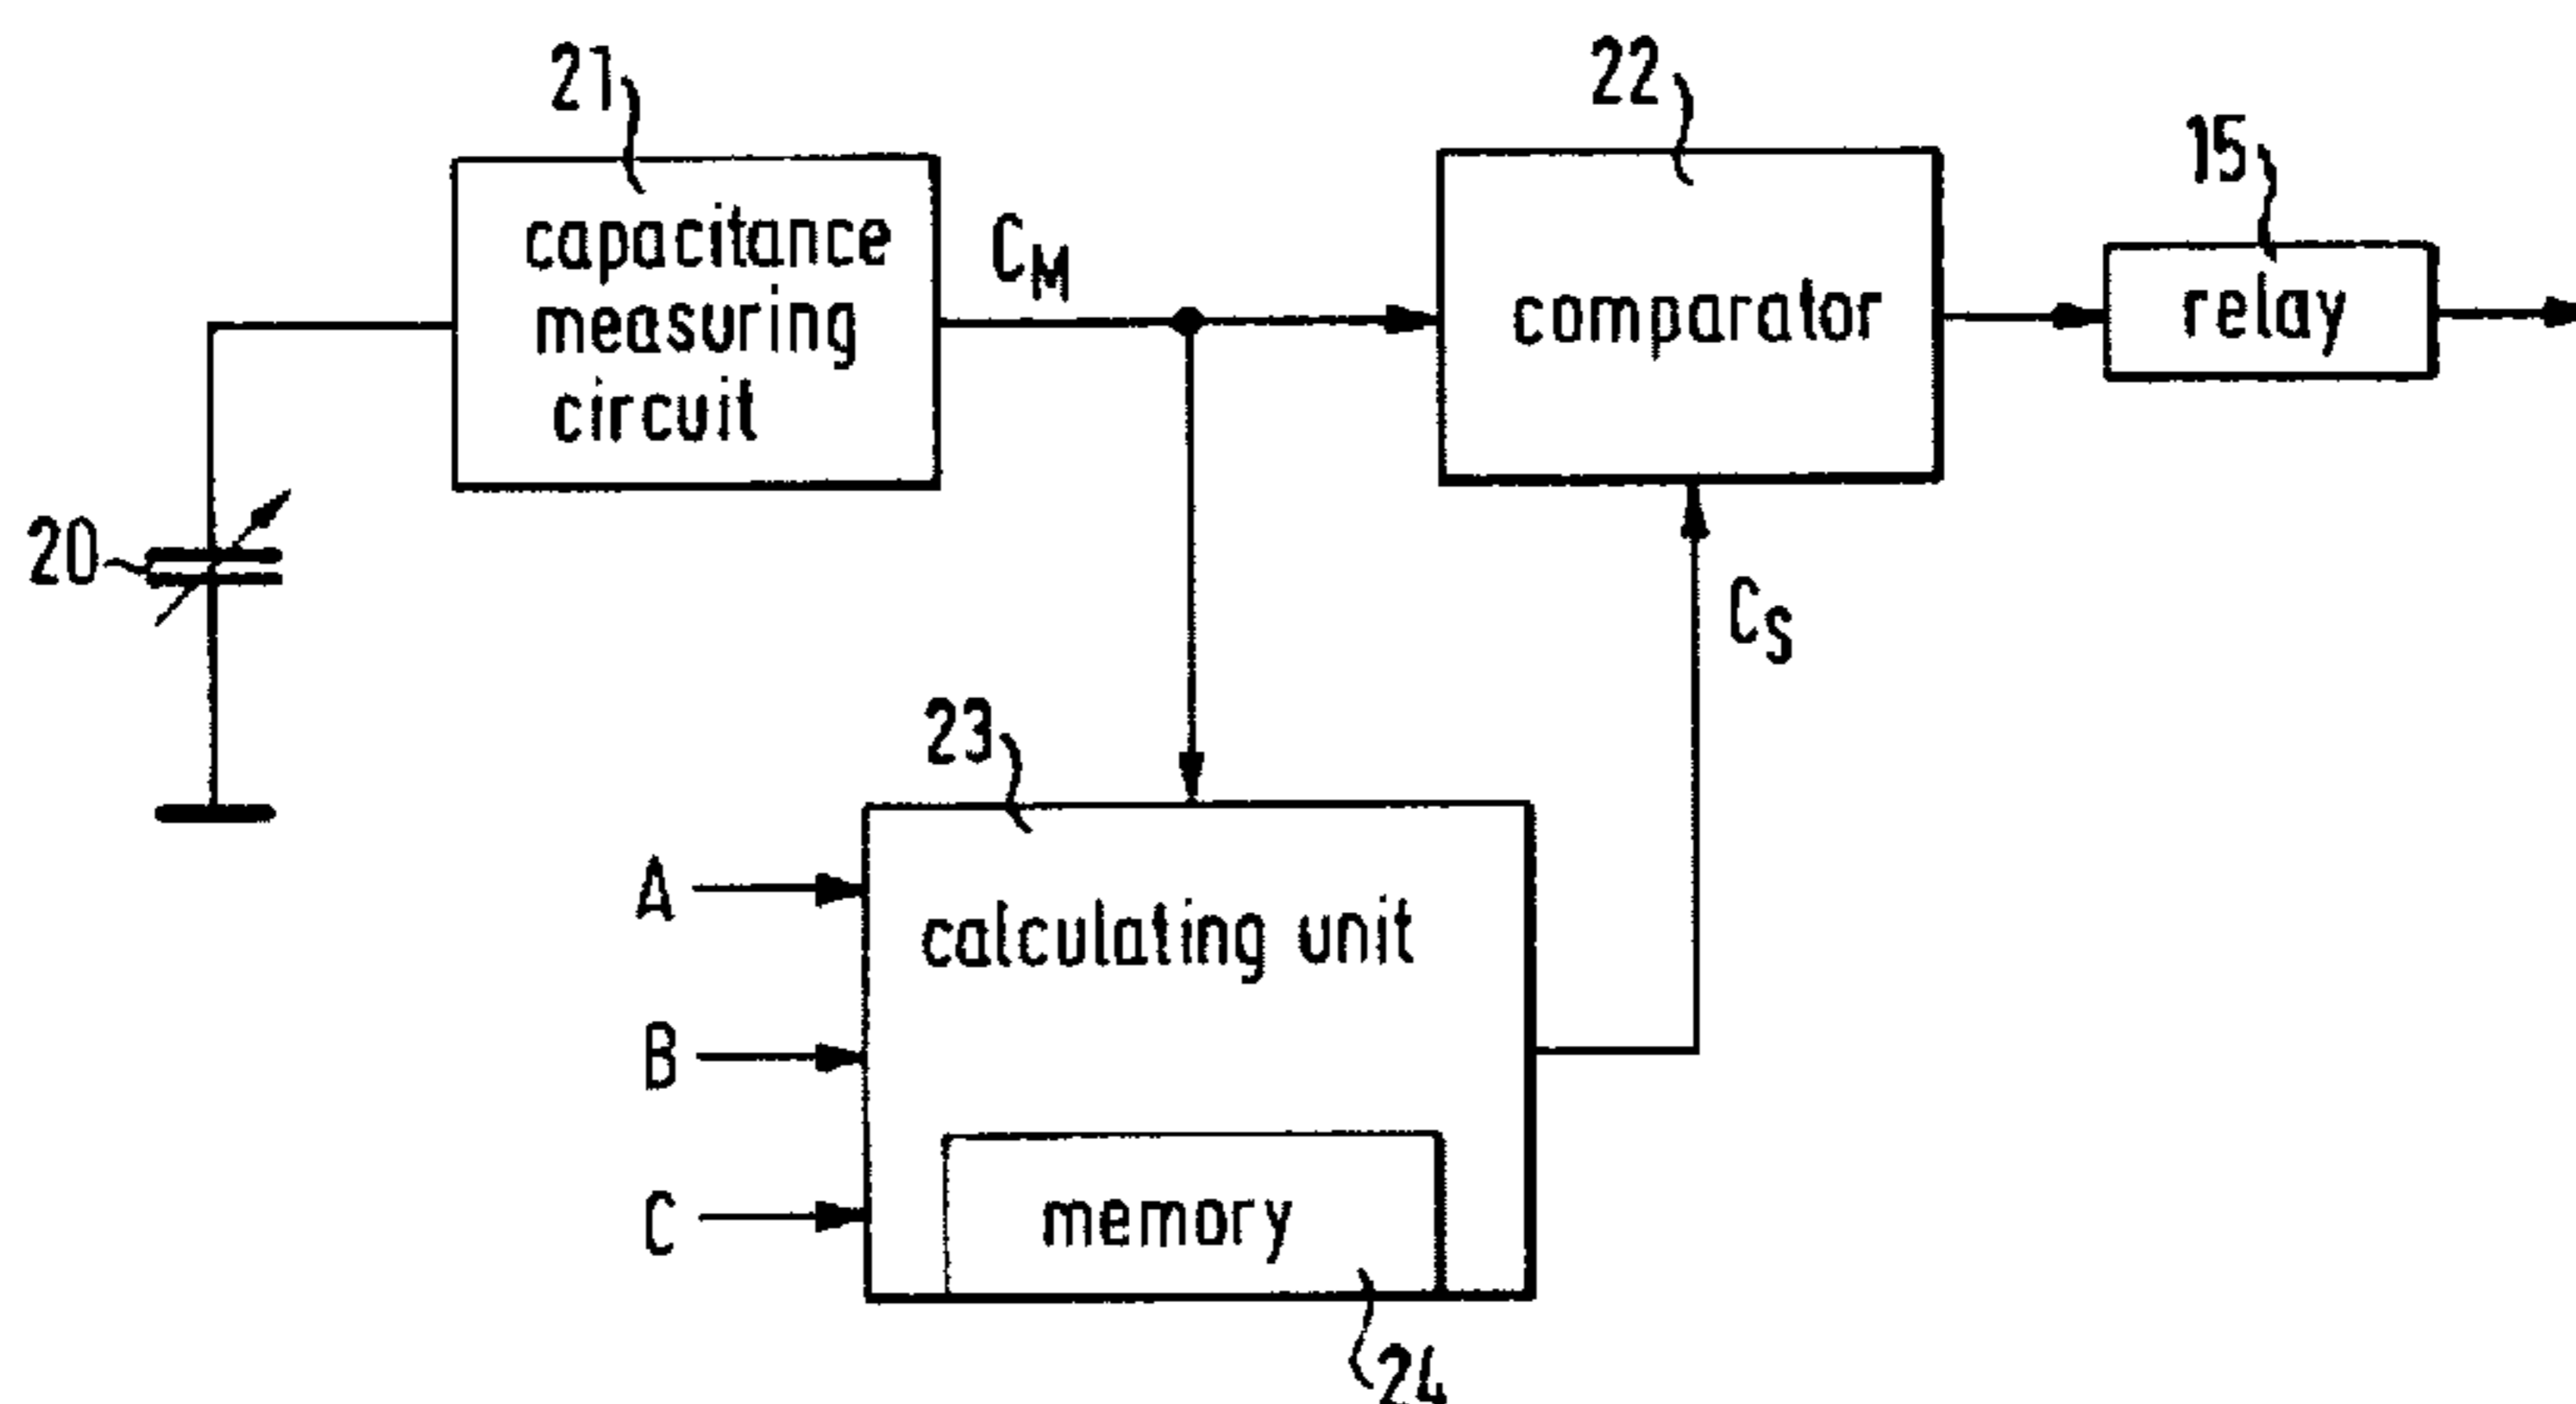 21
22
15
capacitance
measuring
circuit
C_M
comparator
relay
20
C_S
23
A
calculating unit
B
C
memory
24